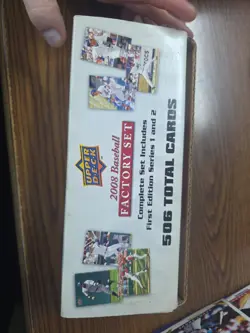 UPPER
DECK
2008 Baseball
FACTORY SET
Complete Set Includes
First Edition Series 1 and 2
506 TOTAL CARDS